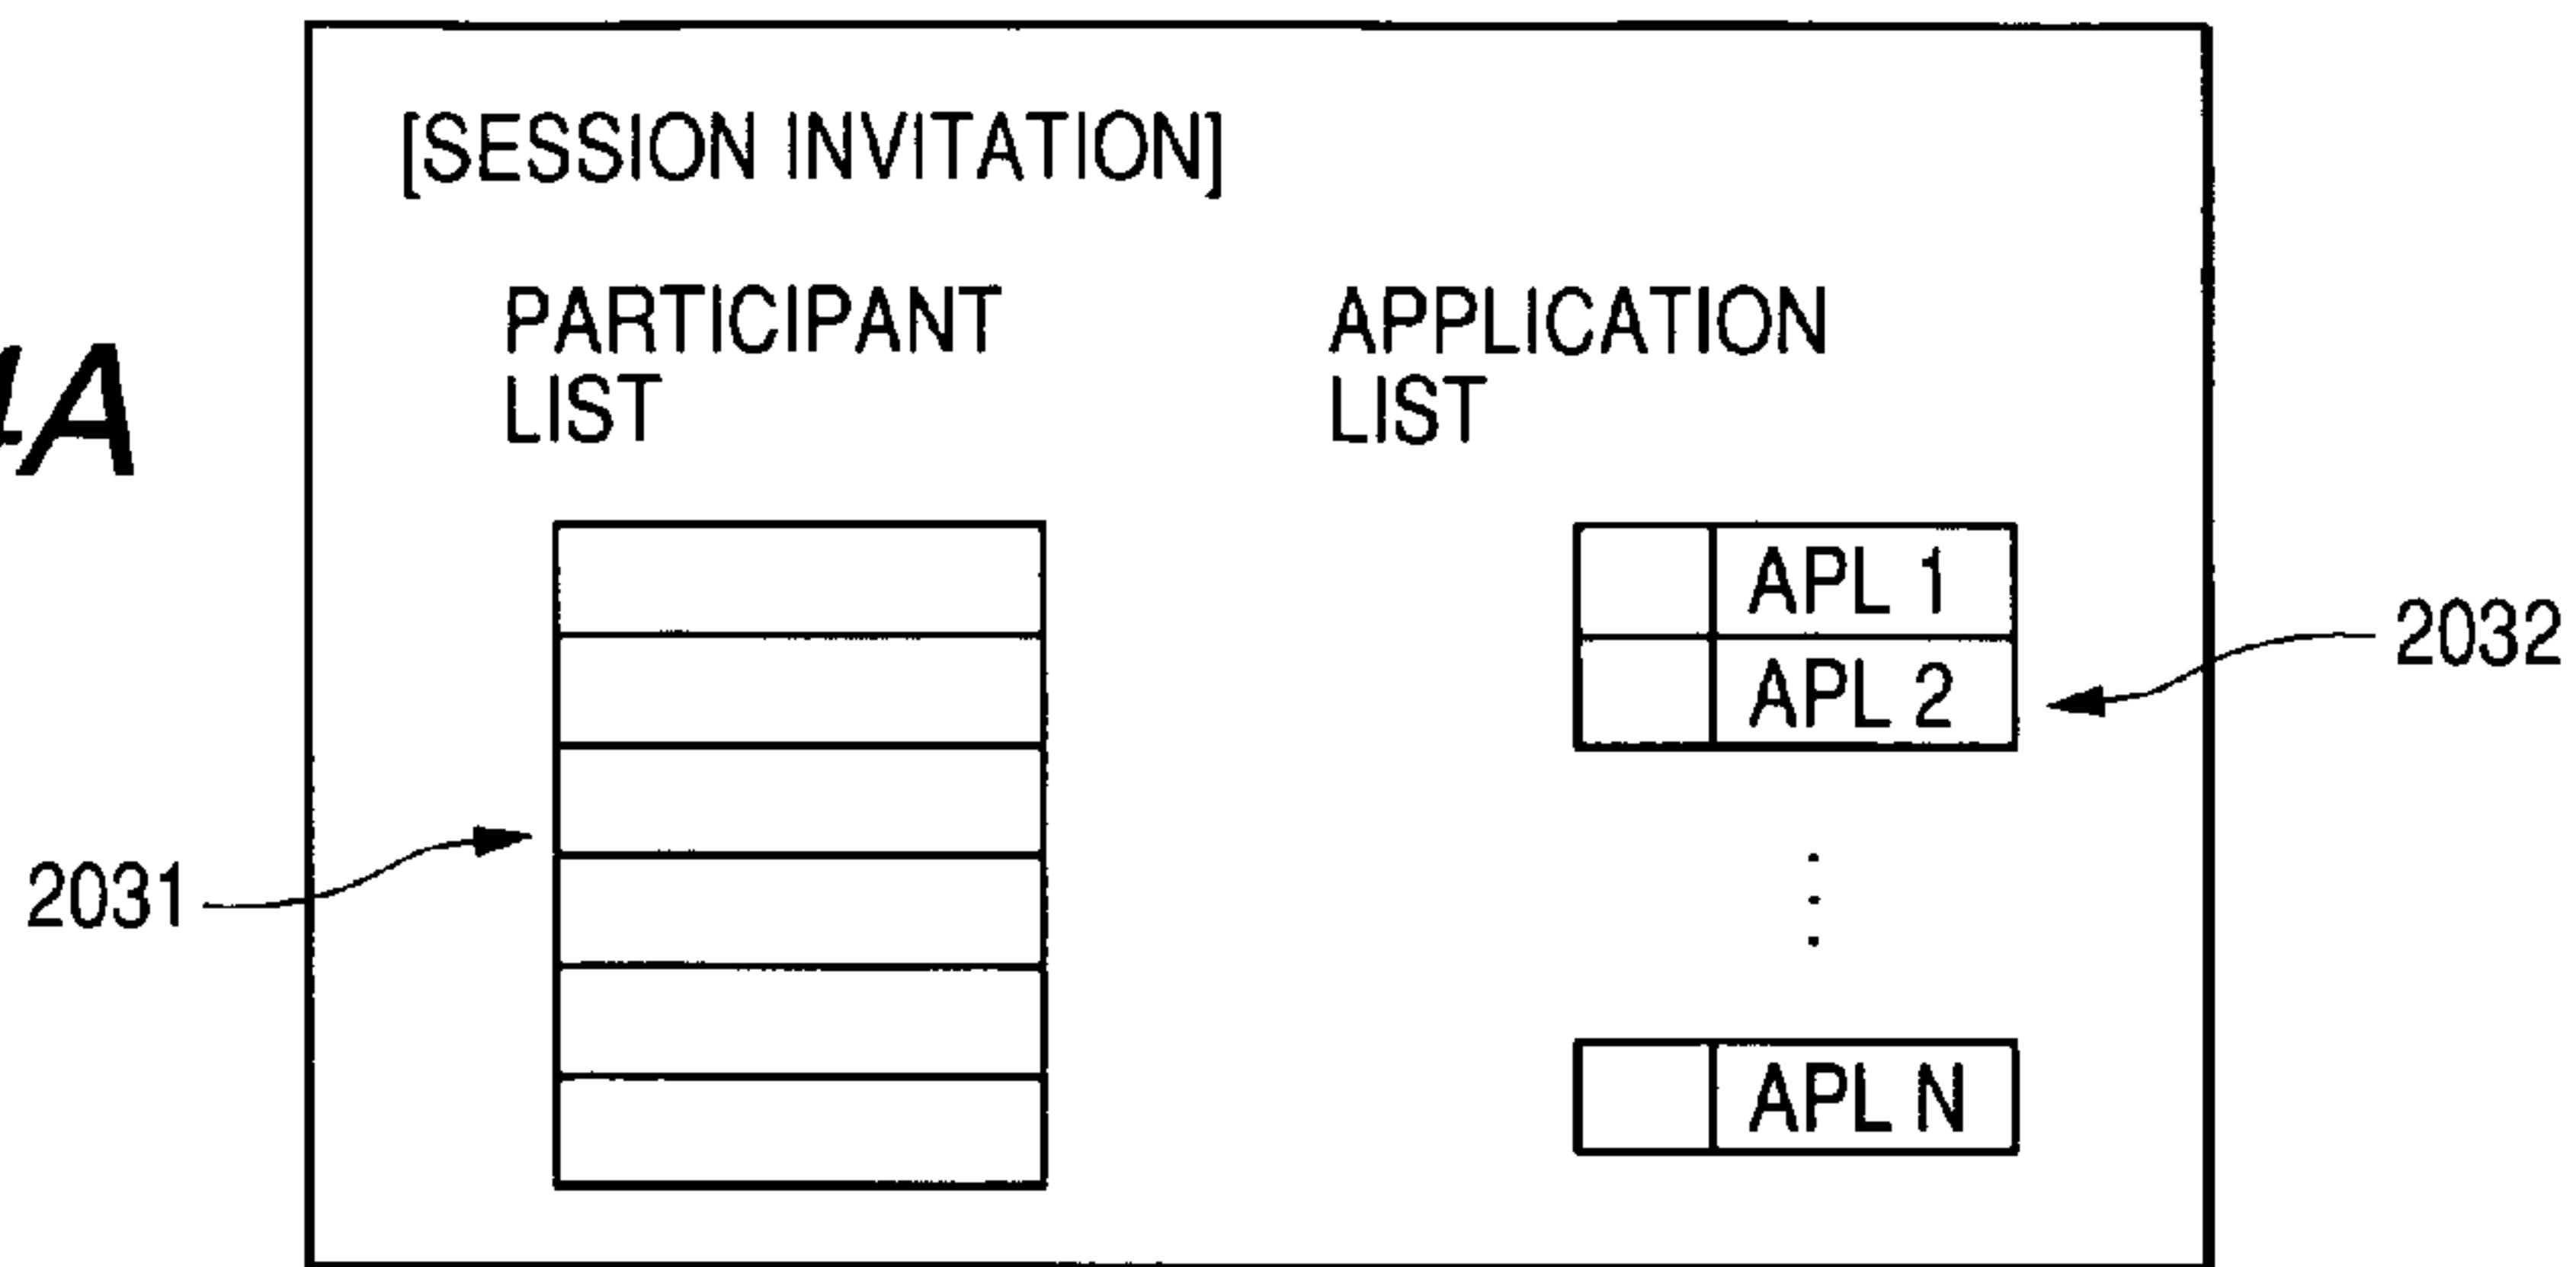 4A
[SESSION INVITATION]
PARTICIPANT
LIST
APPLICATION
LIST
APL 1
APL 2
APL N
2031
2032